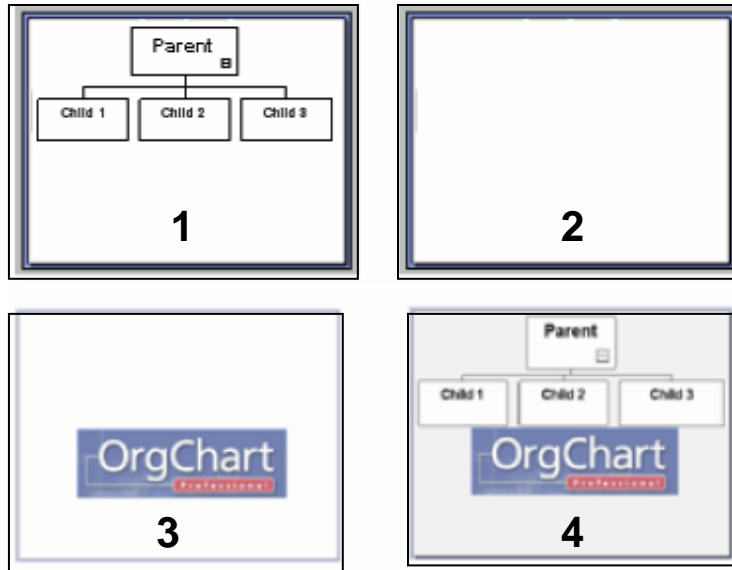 Parent
Child 1 Child 2 Child 3
1
2
OrgChart
Professional
3
Parent
Child 1 Child 2 Child 3
OrgChart
Professional
4